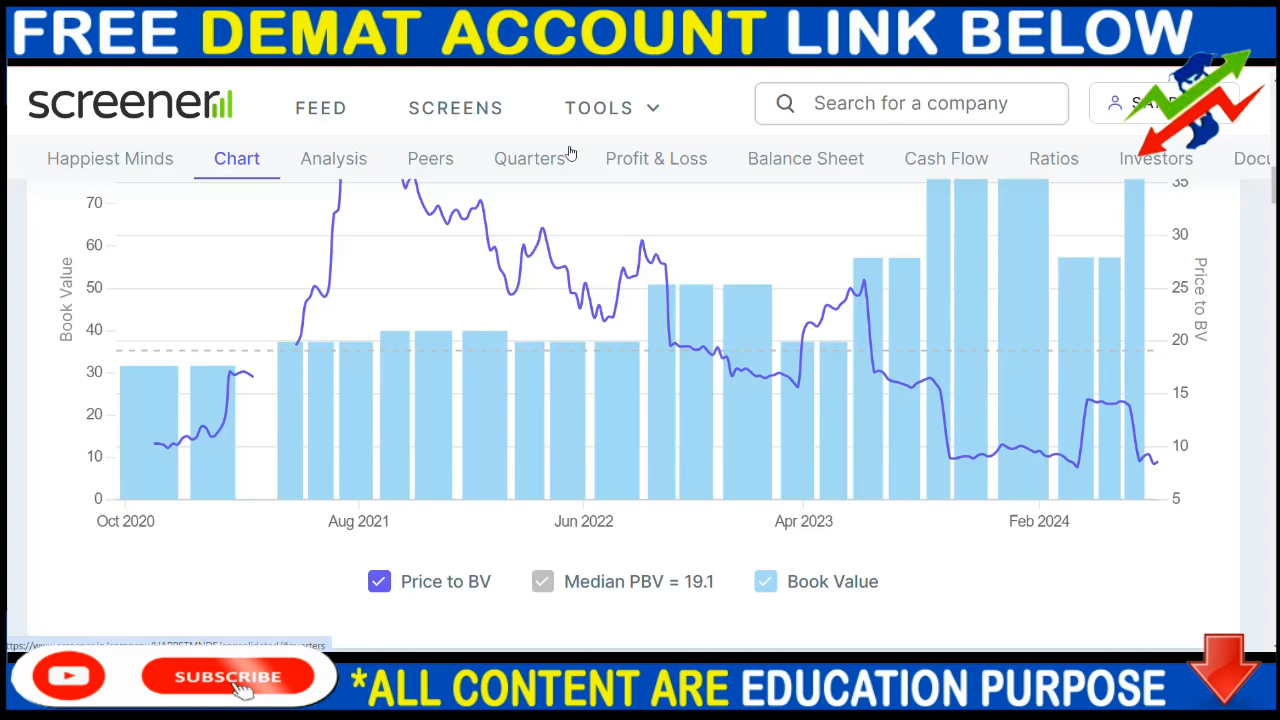 FREE DEMAT ACCOUNT LINK BELOW
screener
FEED
SCREENS
TOOLS
Search for a company
Happiest Minds
Chart
Analysis
Peers
Quarters
Profit & Loss
Balance Sheet
Cash Flow
Ratios
Investors
Docu
70
60
50
40
30
20
10
0
Book Value
35
30
25
20
15
10
5
Price to BV
Oct 2020
Aug 2021
Jun 2022
Apr 2023
Feb 2024
Price to BV
Median PBV = 19.1
Book Value
SUBSCRIBE
*ALL CONTENT ARE EDUCATION PURPOSE